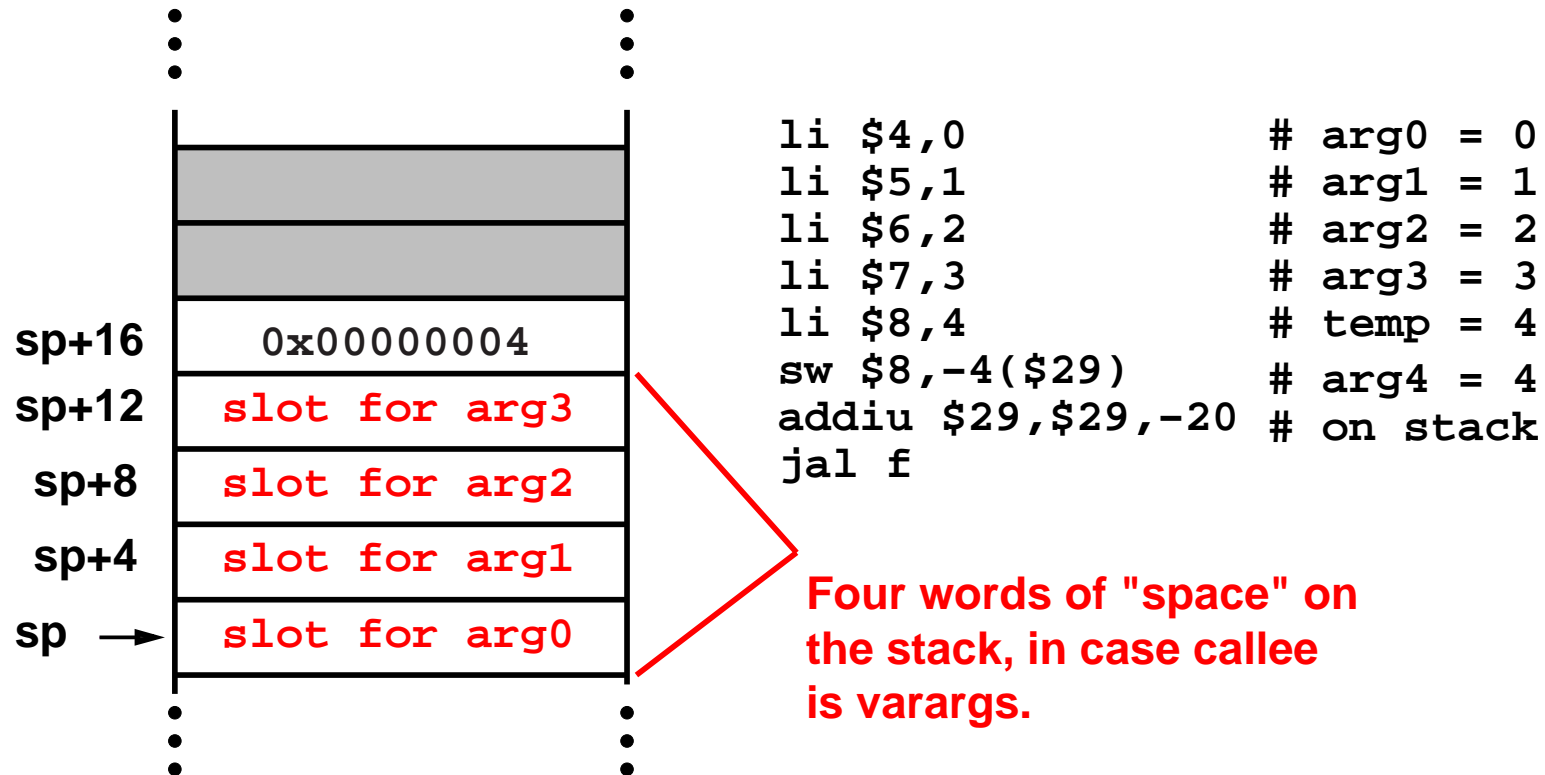 sp+16 0x00000004
sp+12 slot for arg3
sp+8 slot for arg2
sp+4 slot for arg1
sp slot for arg0
li $4,0 # arg0 = 0
li $5,1 # arg1 = 1
li $6,2 # arg2 = 2
li $7,3 # arg3 = 3
li $8,4 # temp = 4
sw $8,-4($29) # arg4 = 4
addiu $29,$29,-20 # on stack
jal f
Four words of "space" on
the stack, in case callee
is varargs.